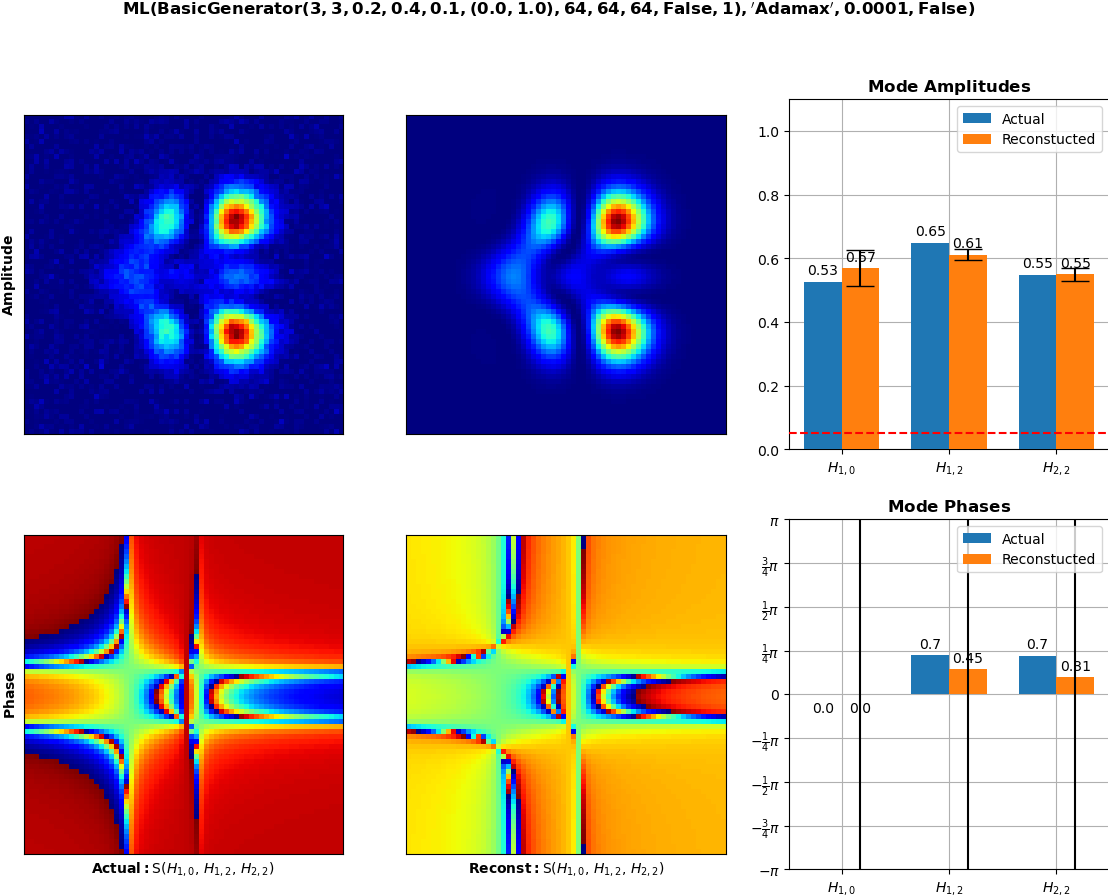 ML(BasicGenerator(3, 3, 0.2, 0.4, 0.1, (0.0, 1.0), 64, 64, 64, False, 1), 'Adamax', 0.0001, False)
Amplitude
Mode Amplitudes
Actual
Reconstucted
1.0
0.8
0.6
0.4
0.2
0.0
0.53
0.57
0.65
0.61
0.55
0.55
H1,0
H1,2
H2,2
Phase
Actual: S(H1,0, H1,2, H2,2)
Reconst: S(H1,0, H1,2, H2,2)
Mode Phases
Actual
Reconstucted
π
3/4π
1/2π
1/4π
0
−1/4π
−1/2π
−3/4π
−π
0.0
0.0
0.7
0.45
0.7
0.31
H1,0
H1,2
H2,2